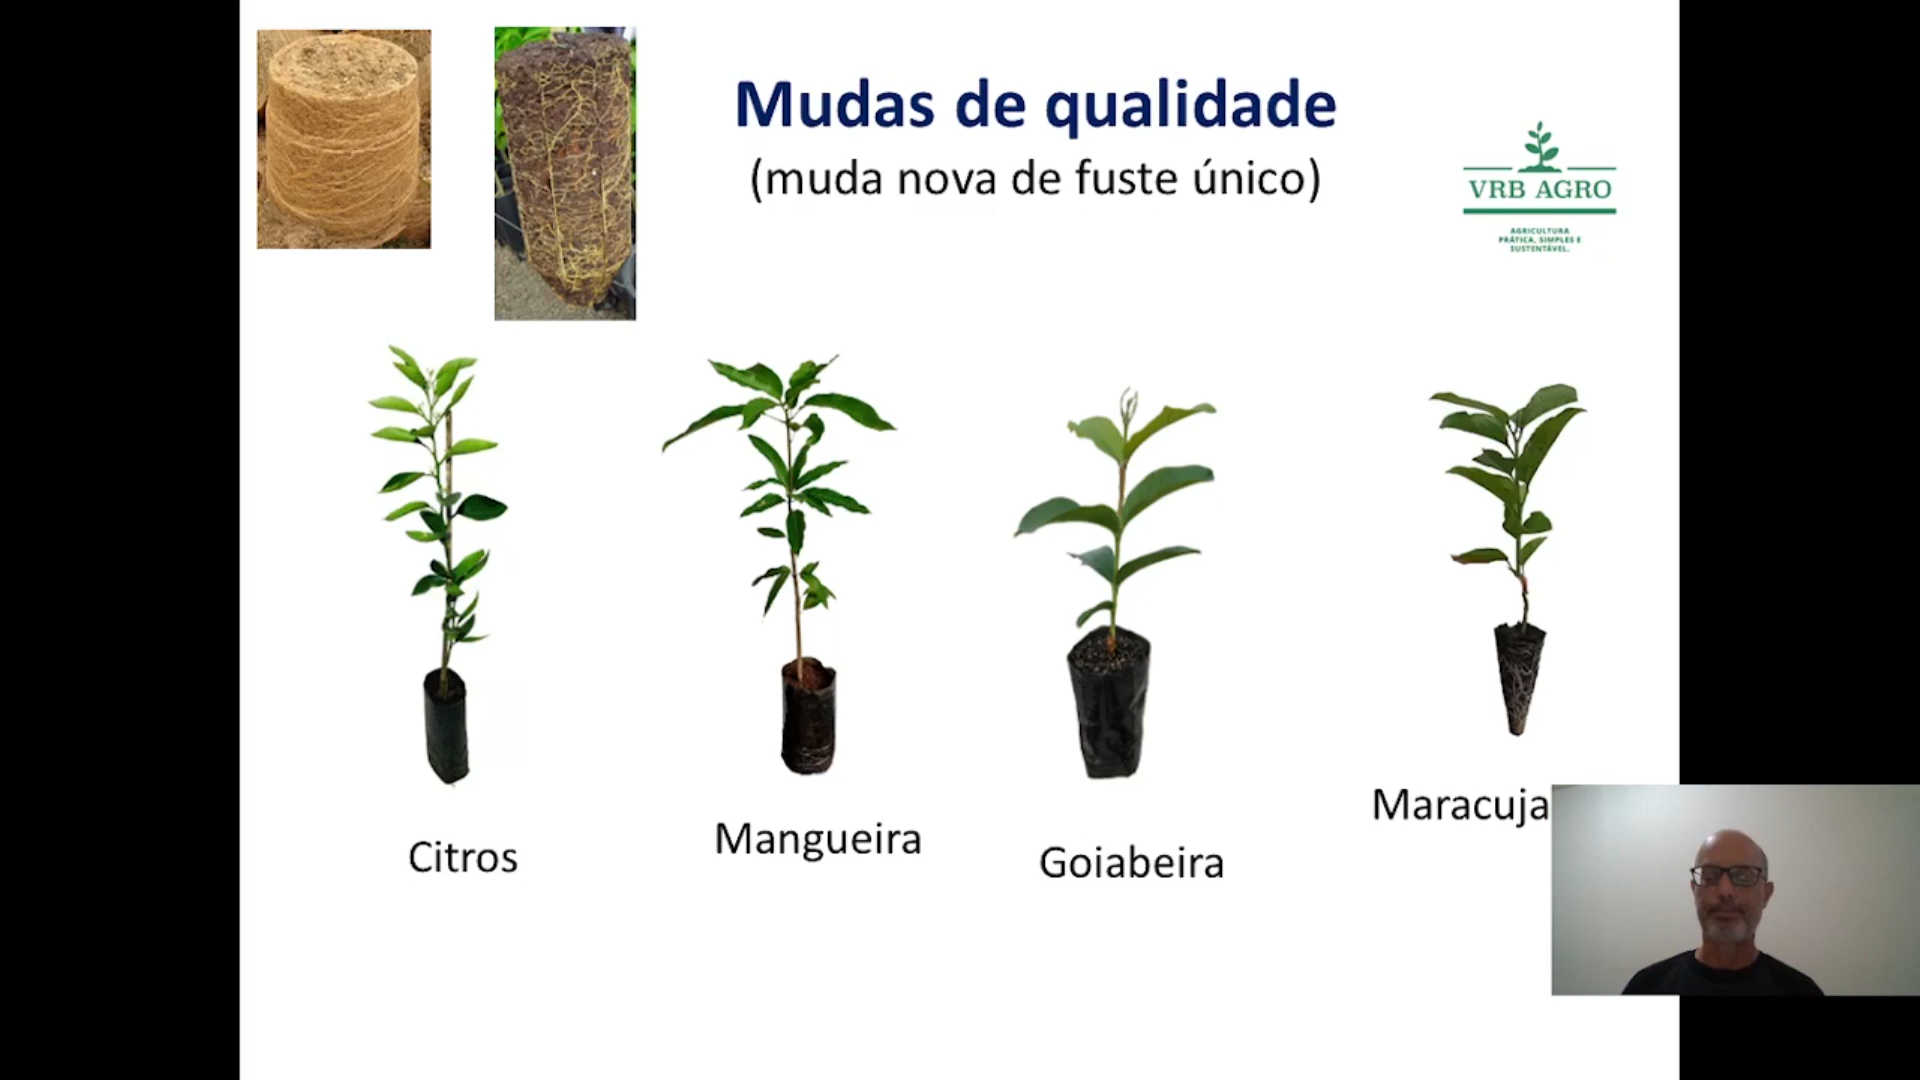 Mudas de qualidade
(muda nova de fuste único)
VRB AGRO
AGRICULTURA
PRÁTICA, SIMPLES E
SUSTENTÁVEL.
Citros
Mangueira
Goiabeira
Maracuja